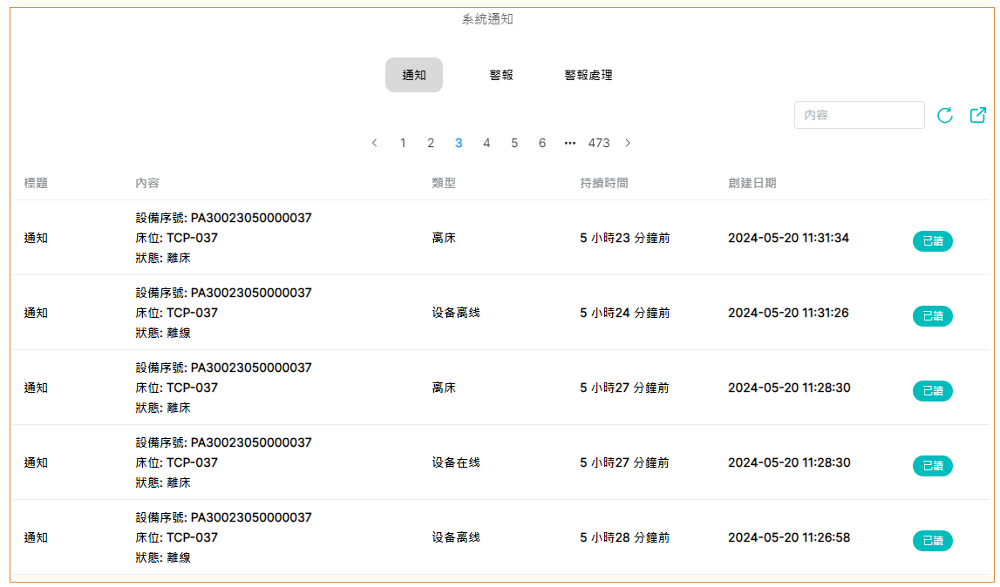 系統通知
通知 警報 警報處理
內容
1 2 3 4 5 6 ••• 473
標題 內容 類型 持續時間 創建日期
設備序號: PA30023050000037
通知 床位: TCP-037 离床 5 小時23 分鐘前 2024-05-20 11:31:34 已讀
狀態: 離床
設備序號: PA30023050000037
通知 床位: TCP-037 设备离线 5 小時24 分鐘前 2024-05-20 11:31:26 已讀
狀態: 離線
設備序號: PA30023050000037
通知 床位: TCP-037 离床 5 小時27 分鐘前 2024-05-20 11:28:30 已讀
狀態: 離床
設備序號: PA30023050000037
通知 床位: TCP-037 设备在线 5 小時27 分鐘前 2024-05-20 11:28:30 已讀
狀態: 離床
設備序號: PA30023050000037
通知 床位: TCP-037 设备离线 5 小時28 分鐘前 2024-05-20 11:26:58 已讀
狀態: 離線